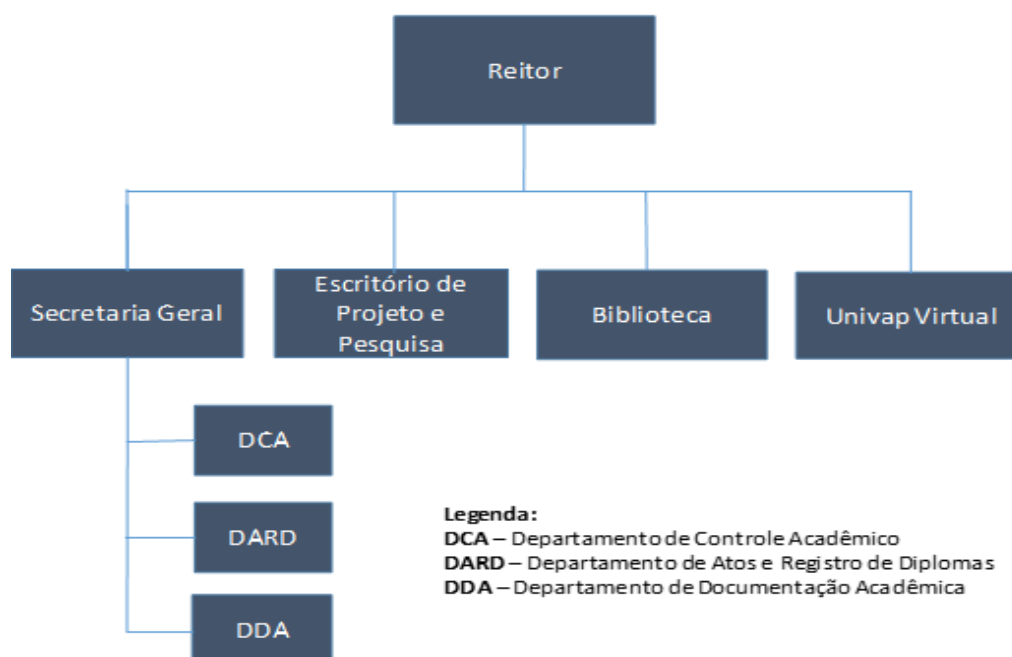 Reitor
Secretaria Geral
Escritório de
Projeto e
Pesquisa
Biblioteca
Univap Virtual
DCA
DARD
DDA
Legenda:
DCA – Departamento de Controle Acadêmico
DARD – Departamento de Atos e Registro de Diplomas
DDA – Departamento de Documentação Acadêmica